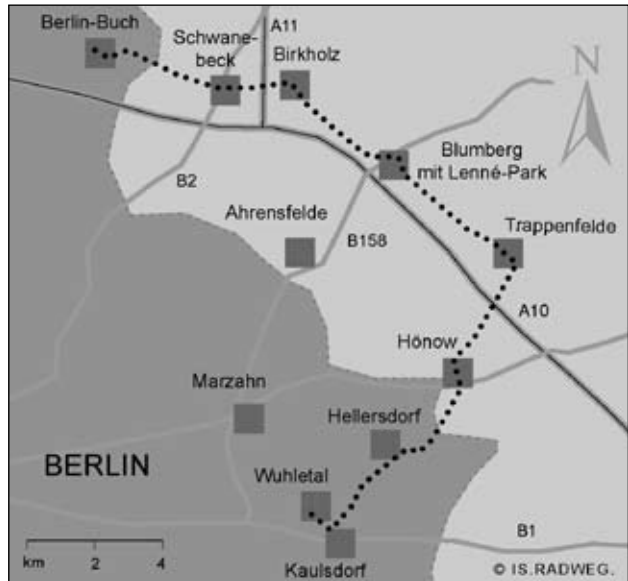 Berlin-Buch
A11
Schwane-
beck
Birkholz
N
Blumberg
mit Lenné-Park
B2
Ahrensfelde
B158
Trappenfelde
A10
Hönow
Marzahn
Hellersdorf
BERLIN
Wuhletal
B1
km 2 4
Kaulsdorf
© IS.RADWEG.